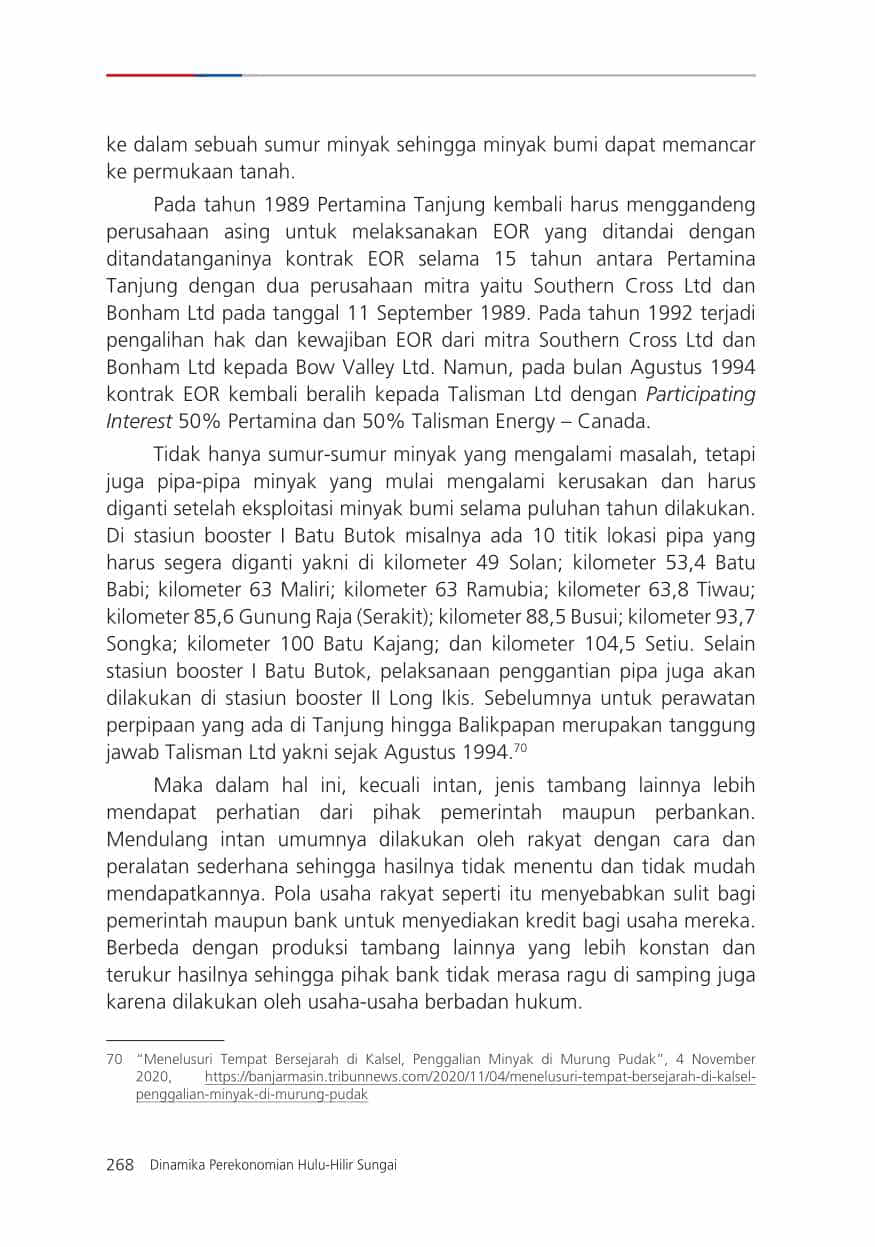 ke dalam sebuah sumur minyak sehingga minyak bumi dapat memancar
ke permukaan tanah.
Pada tahun 1989 Pertamina Tanjung kembali harus menggandeng
perusahaan asing untuk melaksanakan EOR yang ditandai dengan
ditandatanganinya kontrak EOR selama 15 tahun antara Pertamina
Tanjung dengan dua perusahaan mitra yaitu Southern Cross Ltd dan
Bonham Ltd pada tanggal 11 September 1989. Pada tahun 1992 terjadi
pengalihan hak dan kewajiban EOR dari mitra Southern Cross Ltd dan
Bonham Ltd kepada Bow Valley Ltd. Namun, pada bulan Agustus 1994
kontrak EOR kembali beralih kepada Talisman Ltd dengan Participating
Interest 50% Pertamina dan 50% Talisman Energy – Canada.
Tidak hanya sumur-sumur minyak yang mengalami masalah, tetapi
juga pipa-pipa minyak yang mulai mengalami kerusakan dan harus
diganti setelah eksploitasi minyak bumi selama puluhan tahun dilakukan.
Di stasiun booster I Batu Butok misalnya ada 10 titik lokasi pipa yang
harus segera diganti yakni di kilometer 49 Solan; kilometer 53,4 Batu
Babi; kilometer 63 Maliri; kilometer 63 Ramubia; kilometer 63,8 Tiwau;
kilometer 85,6 Gunung Raja (Serakit); kilometer 88,5 Busui; kilometer 93,7
Songka; kilometer 100 Batu Kajang; dan kilometer 104,5 Setiu. Selain
stasiun booster I Batu Butok, pelaksanaan penggantian pipa juga akan
dilakukan di stasiun booster II Long Ikis. Sebelumnya untuk perawatan
perpipaan yang ada di Tanjung hingga Balikpapan merupakan tanggung
jawab Talisman Ltd yakni sejak Agustus 1994.70
Maka dalam hal ini, kecuali intan, jenis tambang lainnya lebih
mendapat perhatian dari pihak pemerintah maupun perbankan.
Mendulang intan umumnya dilakukan oleh rakyat dengan cara dan
peralatan sederhana sehingga hasilnya tidak menentu dan tidak mudah
mendapatkannya. Pola usaha rakyat seperti itu menyebabkan sulit bagi
pemerintah maupun bank untuk menyediakan kredit bagi usaha mereka.
Berbeda dengan produksi tambang lainnya yang lebih konstan dan
terukur hasilnya sehingga pihak bank tidak merasa ragu di samping juga
karena dilakukan oleh usaha-usaha berbadan hukum.
70 “Menelusuri Tempat Bersejarah di Kalsel, Penggalian Minyak di Murung Pudak”, 4 November
2020, https://banjarmasin.tribunnews.com/2020/11/04/menelusuri-tempat-bersejarah-di-kalsel-
penggalian-minyak-di-murung-pudak
268 Dinamika Perekonomian Hulu-Hilir Sungai